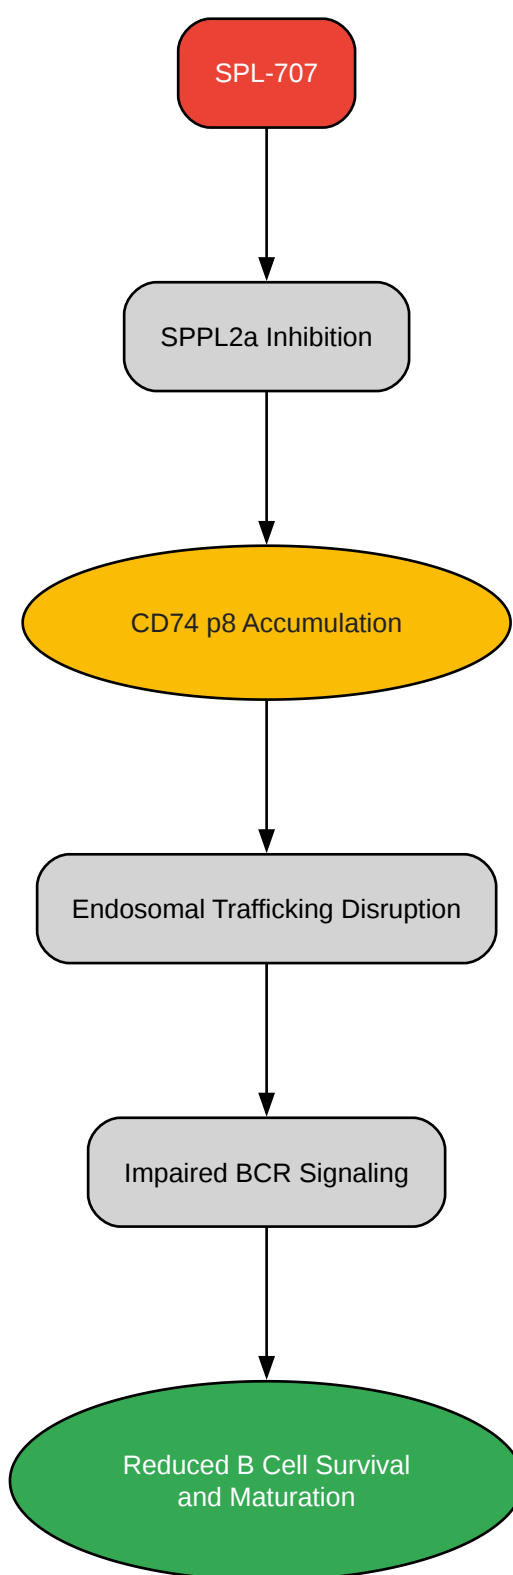 SPL-707
SPPL2a Inhibition
CD74 p8 Accumulation
Endosomal Trafficking Disruption
Impaired BCR Signaling
Reduced B Cell Survival
and Maturation